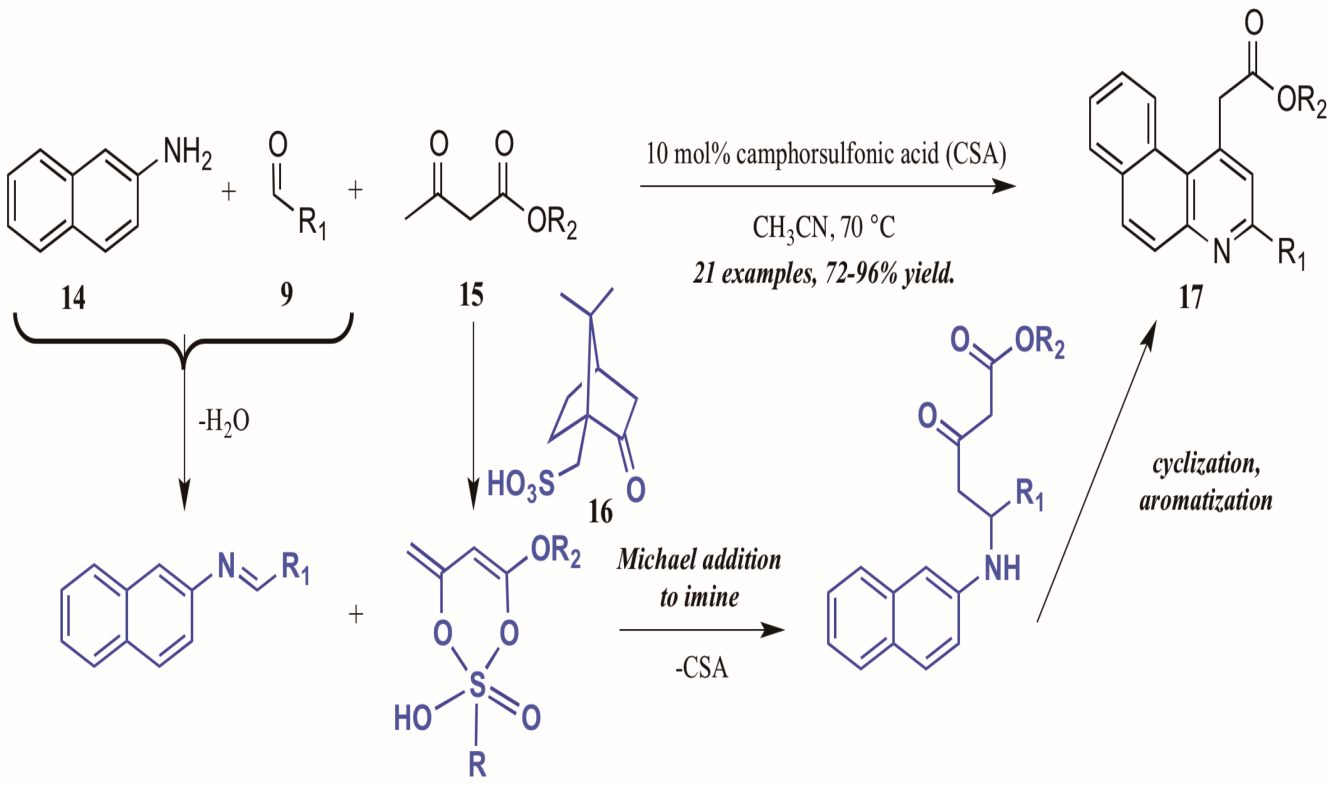 O
OR2
NH2
+
O
R1
+
O
O
OR2
10 mol% camphorsulfonic acid (CSA)
CH3CN, 70 °C
21 examples, 72-96% yield.
N
R1
14
9
15
17
-H2O
HO3S
O
16
O
OR2
O
R1
NH
cyclization,
aromatization
N
R1
+
OR2
O
O
S
HO
O
R
Michael addition
to imine
-CSA